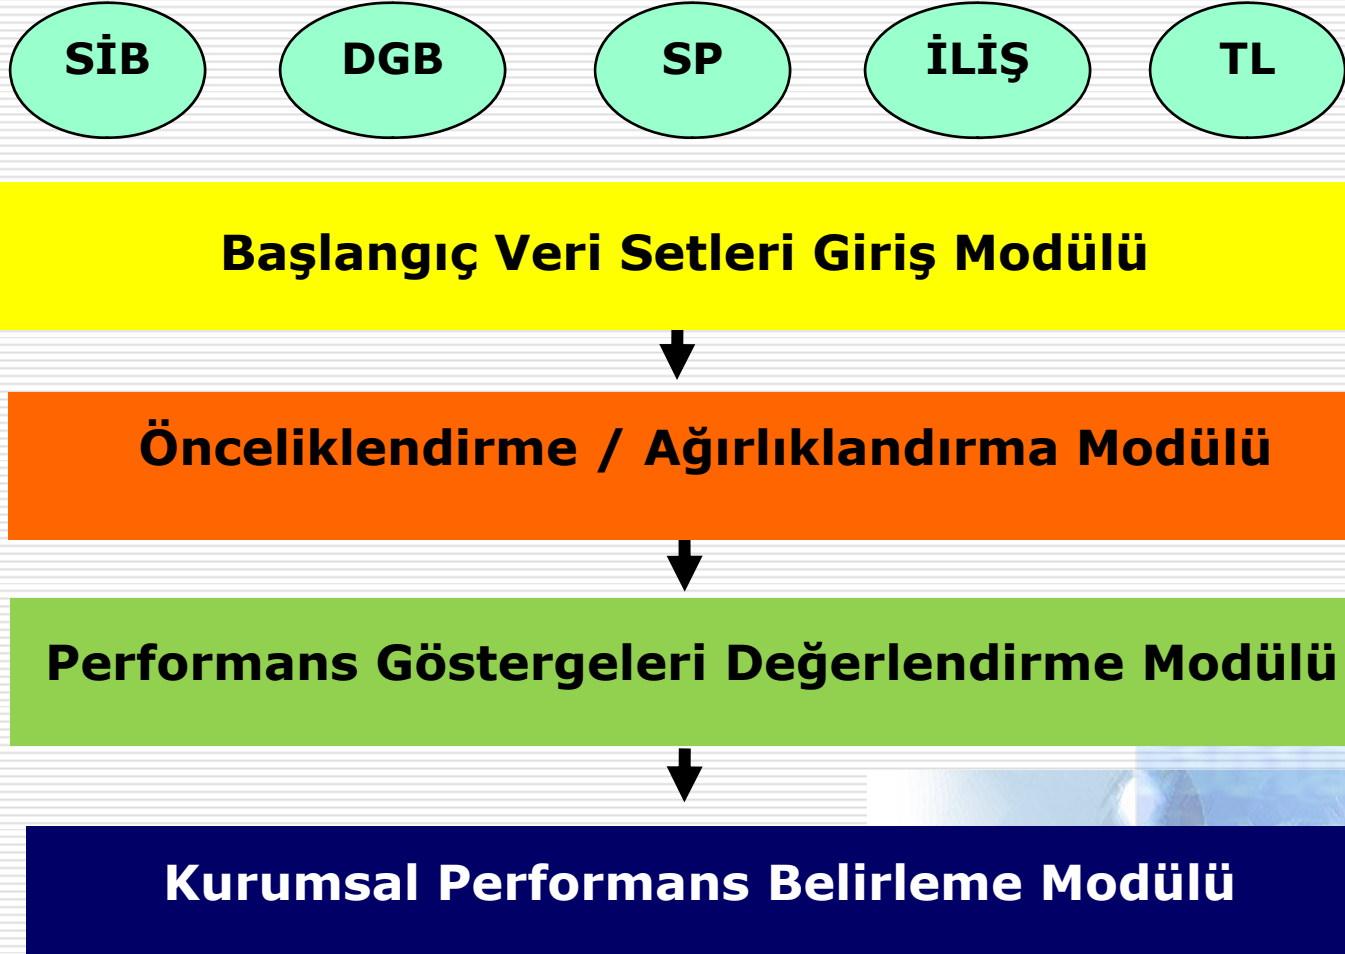 SİB DGB SP İLİŞ TL
Başlangıç Veri Setleri Giriş Modülü
Önceliklendirme / Ağırlıklandırma Modülü
Performans Göstergeleri Değerlendirme Modülü
Kurumsal Performans Belirleme Modülü